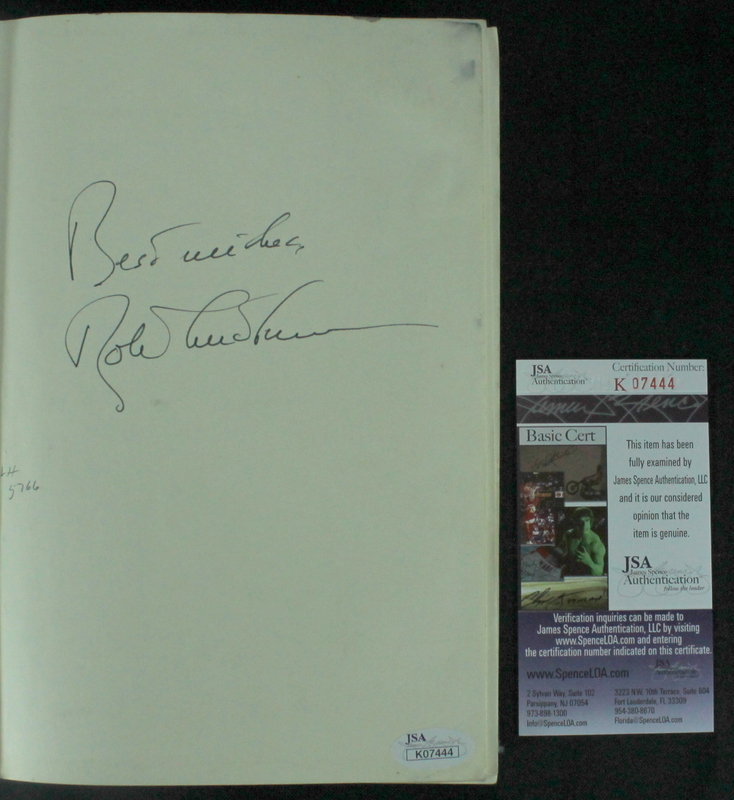 Best wishes,
LH
5766
JSA
K07444
JSA
James Spence
Authentication
Certification Number:
K 07444
Basic Cert
This item has been
fully examined by
James Spence Authentication, LLC
and it is our considered
opinion that the
item is genuine.
JSA
James Spence
Authentication
follow the leader
Verification inquiries can be made to
James Spence Authentication, LLC by visiting
www.SpenceLOA.com and entering
the certification number indicated on this certificate.
www.SpenceLOA.com
2 Sylvan Way, Suite 102
Parsippany, NJ 07054
973-898-1300
Info@SpenceLOA.com
3223 N.W. 10th Terrace, Suite 604
Fort Lauderdale, FL 33309
954-380-8670
Florida@SpenceLOA.com